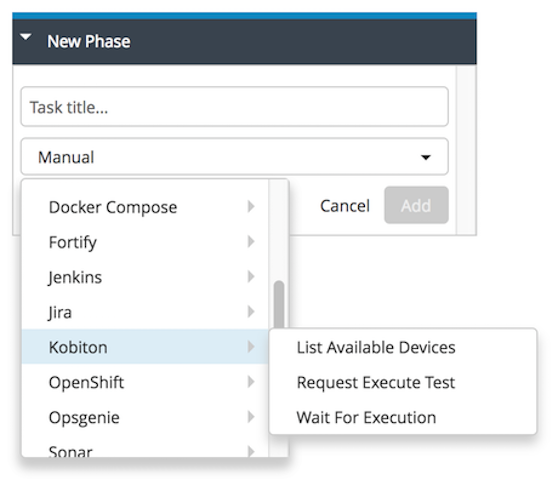 New Phase
Task title...
Manual
Cancel
Add
Docker Compose
Fortify
Jenkins
Jira
Kobiton
List Available Devices
Request Execute Test
Wait For Execution
OpenShift
Opsgenie
Sonar